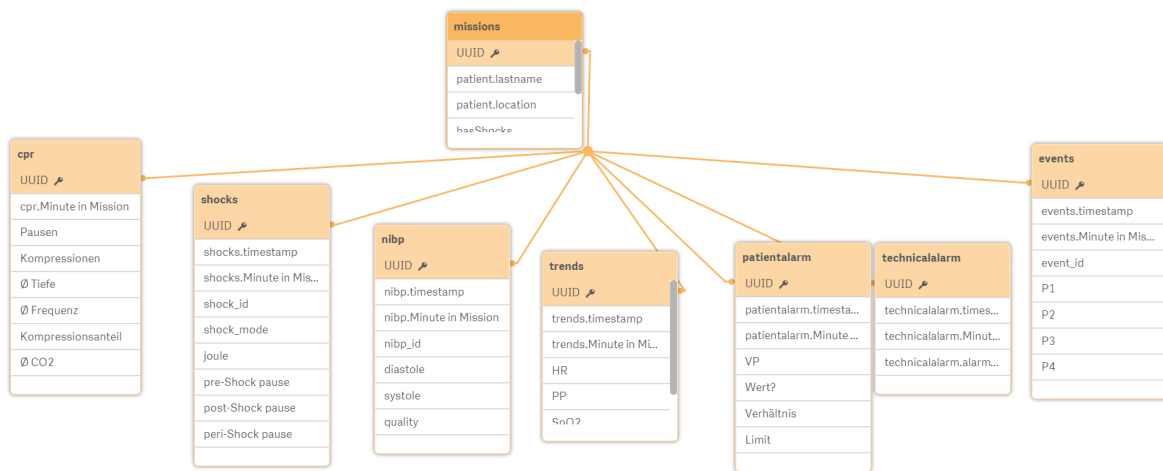 missions
UUID
patient.lastname
patient.location
hasShocks
cpr
UUID
cpr.Minute in Mission
Pausen
Kompressionen
Ø Tiefe
Ø Frequenz
Kompressionsanteil
Ø CO2
shocks
UUID
shocks.timestamp
shocks.Minute in Mis...
shock_id
shock_mode
joule
pre-Shock pause
post-Shock pause
peri-Shock pause
nibp
UUID
nibp.timestamp
nibp.Minute in Mission
nibp_id
diastole
systole
quality
trends
UUID
trends.timestamp
trends.Minute in Mi...
HR
PP
SpO2
patientalarm
UUID
patientalarm.timesta...
patientalarm.Minute ...
VP
Wert?
Verhältnis
Limit
technicalalarm
UUID
technicalalarm.times...
technicalalarm.Minut...
technicalalarm.alarm...
events
UUID
events.timestamp
events.Minute in Mis...
event_id
P1
P2
P3
P4